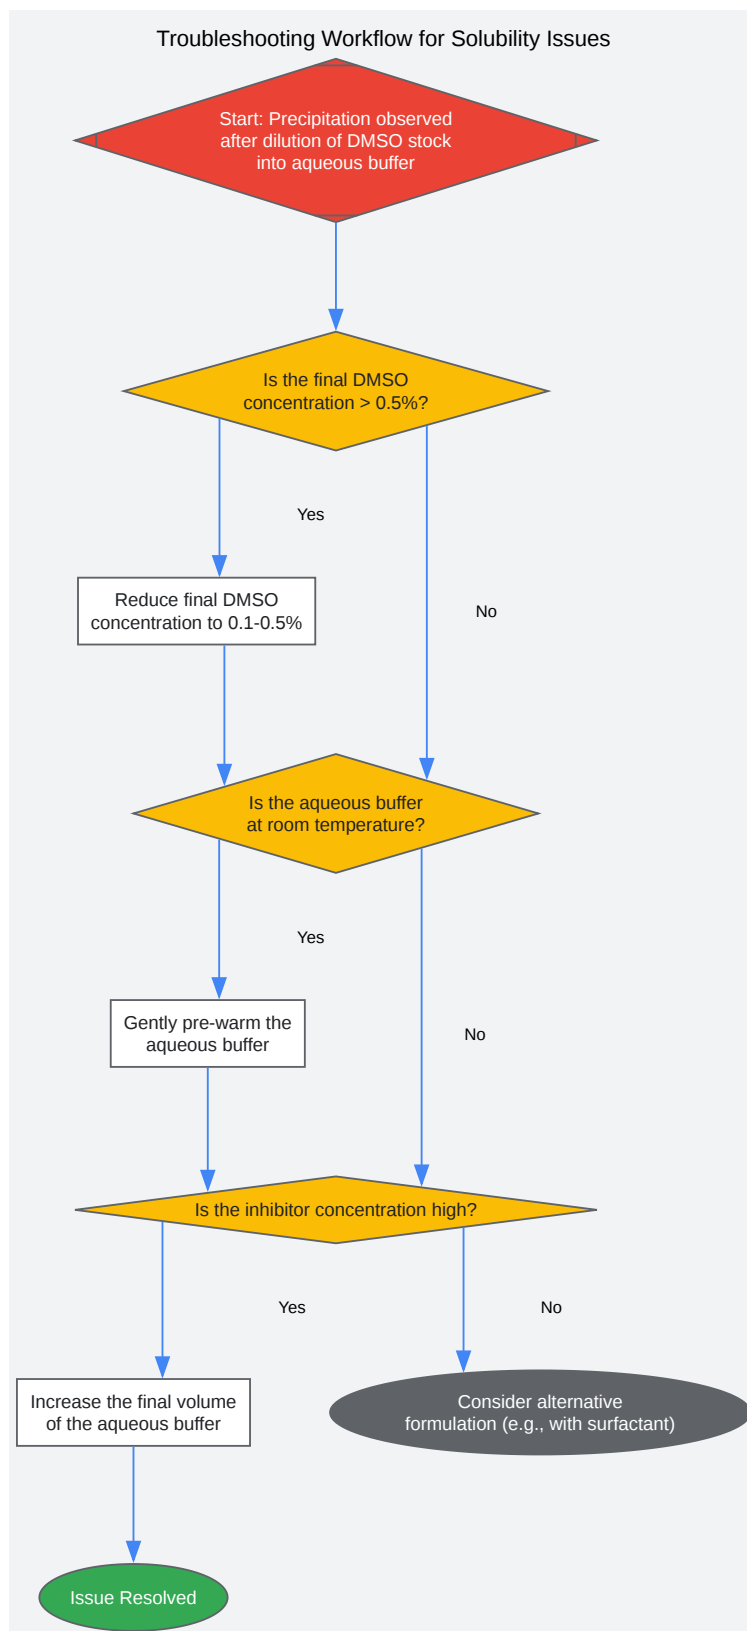 Troubleshooting Workflow for Solubility Issues
Start: Precipitation observed
after dilution of DMSO stock
into aqueous buffer
Is the final DMSO
concentration > 0.5%?
Yes
Reduce final DMSO
concentration to 0.1-0.5%
No
Is the aqueous buffer
at room temperature?
Yes
Gently pre-warm the
aqueous buffer
No
Is the inhibitor concentration high?
Yes
No
Increase the final volume
of the aqueous buffer
Consider alternative
formulation (e.g., with surfactant)
Issue Resolved